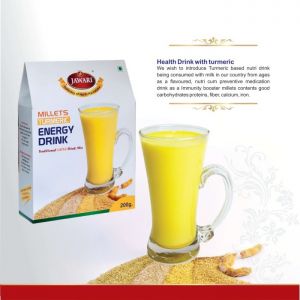 JAWARI
MILLETS
TURMERIC
ENERGY
DRINK
200g.
Health Drink with turmeric
We wish to introduce Turmeric based nutri drink
being consumed with milk in our country from ages
as a flavoured, nutri cum preventive medication
drink as a Immunity booster millets contents good
carbohydrates proteins, fiber, calcium, iron.